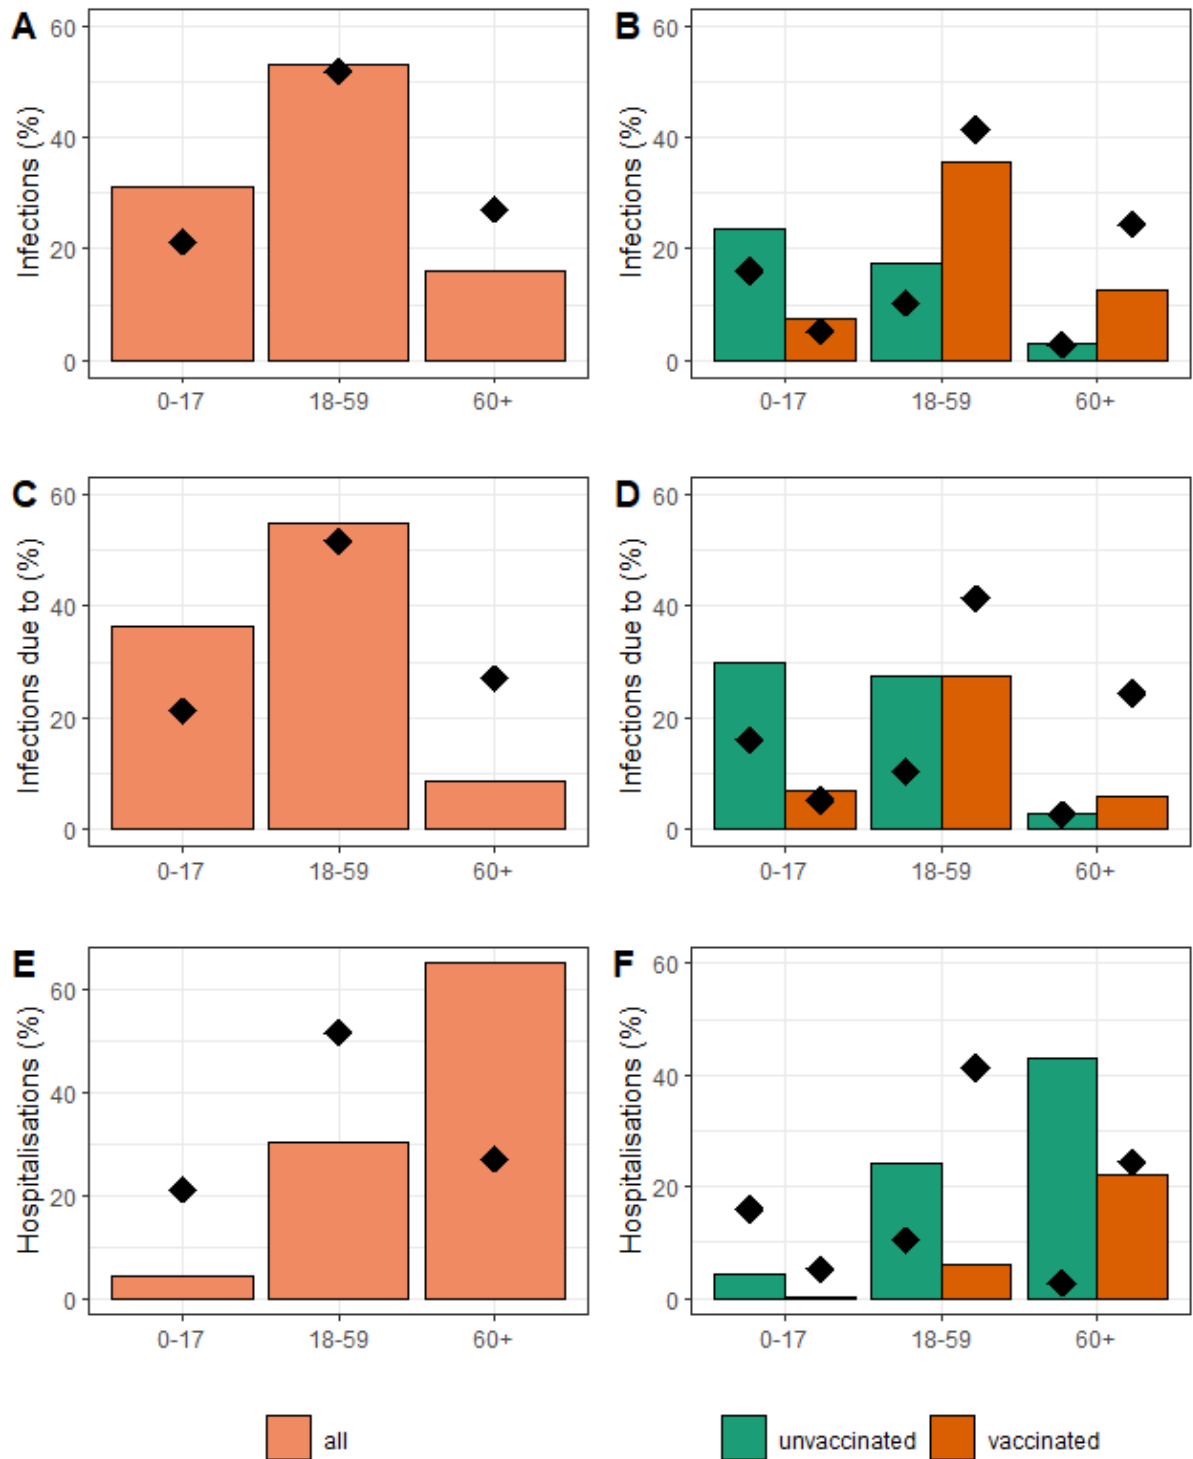 A
Infections (%)
60
40
20
0
0-17 18-59 60+
B
Infections (%)
60
40
20
0
0-17 18-59 60+
C
Infections due to (%)
60
40
20
0
0-17 18-59 60+
D
Infections due to (%)
60
40
20
0
0-17 18-59 60+
E
Hospitalisations (%)
60
40
20
0
0-17 18-59 60+
F
Hospitalisations (%)
60
40
20
0
0-17 18-59 60+
all
unvaccinated vaccinated